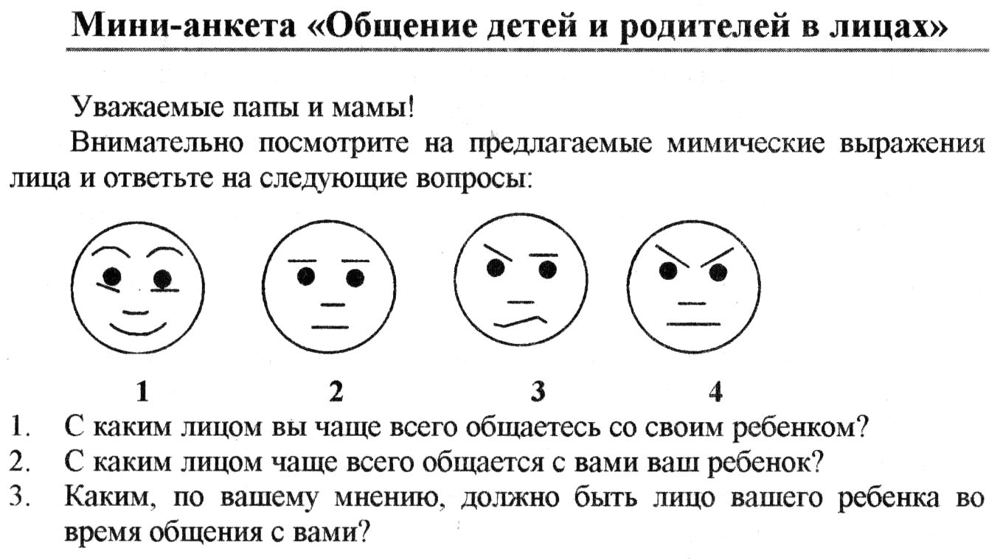 Мини-анкета «Общение детей и родителей в лицах»
Уважаемые папы и мамы!
Внимательно посмотрите на предлагаемые мимические выражения
лица и ответьте на следующие вопросы:
1 2 3 4
1. С каким лицом вы чаще всего общаетесь со своим ребенком?
2. С каким лицом чаще всего общается с вами ваш ребенок?
3. Каким, по вашему мнению, должно быть лицо вашего ребенка во
время общения с вами?